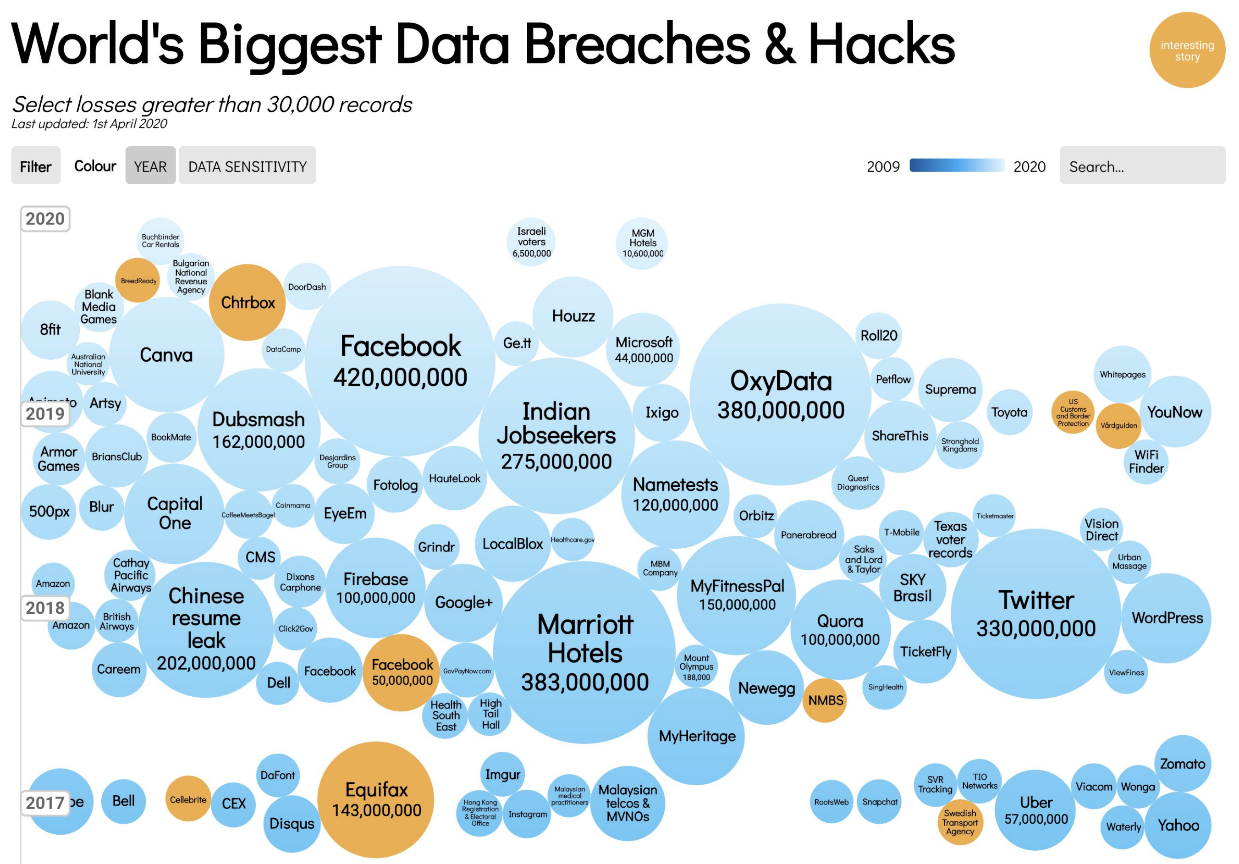 World's Biggest Data Breaches & Hacks
interesting
story
Select losses greater than 30,000 records
Last updated: 1st April 2020
Filter
Colour
YEAR
DATA SENSITIVITY
2009
2020
Search...
2020
Buchbinder
Car Rentals
Israeli
voters
6,500,000
MGM
Hotels
10,600,000
BreedReady
Bulgarian
National
Revenue
Agency
Chtrbox
DoorDash
Blank
Media
Games
8fit
Canva
Facebook
420,000,000
Houzz
Ge.tt
Microsoft
44,000,000
Roll20
DataCamp
Australian
National
University
OxyData
380,000,000
Petflow
Suprema
Whitepages
2019
Artsy
Dubsmash
162,000,000
Indian
Jobseekers
275,000,000
Ixigo
Toyota
US
Customs
and Border
Protection
Vårdguiden
YouNow
BookMate
ShareThis
Stronghold
Kingdoms
Armor
Games
BriansClub
Desjardins
Group
WiFi
Finder
Fotolog
HauteLook
Nametests
120,000,000
Quest
Diagnostics
500px
Blur
Capital
One
CoffeeMeetsBagel
Coinmama
EyeEm
Orbitz
Panerabread
T-Mobile
Texas
voter
records
Ticketmaster
Vision
Direct
Grindr
LocalBlox
Healthcare.gov
Saks
and Lord
& Taylor
Urban
Massage
CMS
Cathay
Pacific
Airways
Dixons
Carphone
Firebase
100,000,000
MBM
Company
MyFitnessPal
150,000,000
SKY
Brasil
Amazon
2018
Amazon
British
Airways
Chinese
resume
leak
202,000,000
Click2Gov
Google+
Marriott
Hotels
383,000,000
Quora
100,000,000
Twitter
330,000,000
WordPress
Careem
Dell
Facebook
Facebook
50,000,000
GovPayNow.com
Mount
Olympus
188,000
TicketFly
ViewFines
Newegg
NMBS
SingHealth
Health
South
East
High
Tail
Hall
MyHeritage
2017
Bell
Cellebrite
CEX
DaFont
Disqus
Equifax
143,000,000
Imgur
Hong Kong
Registration
& Electoral
Office
Instagram
Malaysian
medical
practitioners
Malaysian
telcos &
MVNOs
RootsWeb
Snapchat
SVR
Tracking
TIO
Networks
Swedish
Transport
Agency
Uber
57,000,000
Viacom
Wonga
Zomato
Waterly
Yahoo